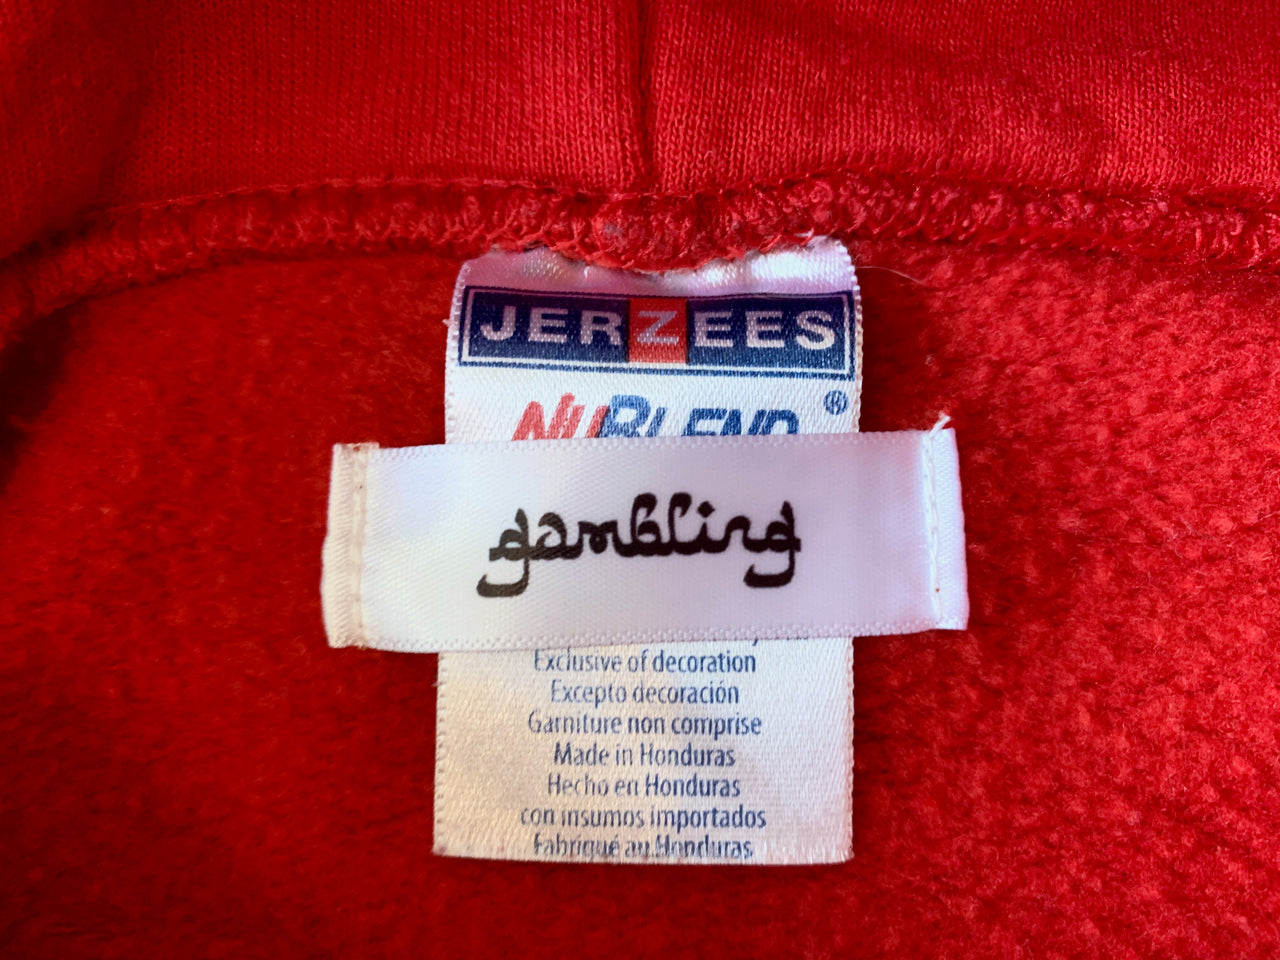 JERZEES
NUBLEND®
gambling
Exclusive of decoration
Excepto decoración
Garniture non comprise
Made in Honduras
Hecho en Honduras
con insumos importados
Fabriqué au Honduras